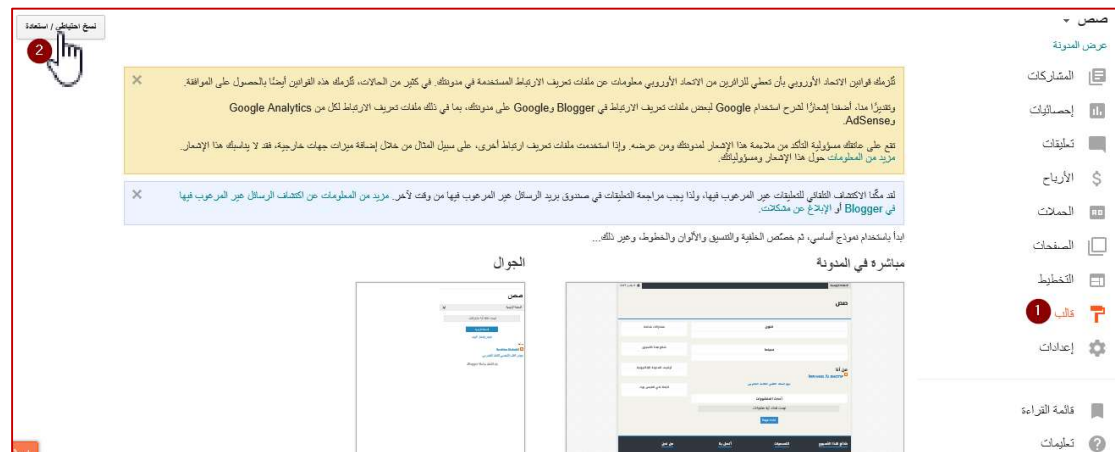 صصص
عرض المدونة
المشاركات
إحصائيات
تعليقات
الأرباح
الحملات
الصفحات
التخطيط
قالب
1
إعدادات
قائمة القراءة
تعليمات
نسخ احتياطي / استعادة
2
تُلزمك قوانين الاتحاد الأوروبي بأن تعطي للزائرين من الاتحاد الأوروبي معلومات عن ملفات تعريف الارتباط المستخدمة في مدونتك. في كثير من الحالات، تُلزمك هذه القوانين أيضًا بالحصول على الموافقة.
وتقديرًا منا، أضفنا إشعارًا لشرح استخدام Google لبعض ملفات تعريف الارتباط في Blogger وGoogle على مدونتك، بما في ذلك ملفات تعريف الارتباط لكل من Google Analytics
وAdSense.
تقع على عاتقك مسؤولية التأكد من ملاءمة هذا الإشعار لمدونتك ومن عرضه. وإذا استخدمت ملفات تعريف ارتباط أخرى، على سبيل المثال من خلال إضافة ميزات جهات خارجية، فقد لا يناسبك هذا الإشعار.
مزيد من المعلومات حول هذا الإشعار ومسؤولياتك.
لقد مكّنا الاكتشاف التلقائي للتعليقات غير المرغوب فيها، ولذا يجب مراجعة التعليقات في صندوق بريد الرسائل غير المرغوب فيها من وقت لآخر. مزيد من المعلومات عن اكتشاف الرسائل غير المرغوب فيها
في Blogger أو الإبلاغ عن مشكلات.
ابدأ باستخدام نموذج أساسي، ثم خصّص الخلفية والتنسيق والألوان والخطوط، وغير ذلك...
مباشرة في المدونة
الجوال
صصص
صصص
من أنا